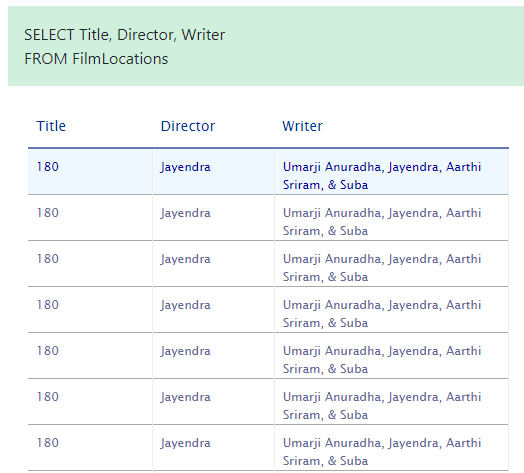 SELECT Title, Director, Writer
FROM FilmLocations
Title Director Writer
180 Jayendra Umarji Anuradha, Jayendra, Aarthi
Sriram, & Suba
180 Jayendra Umarji Anuradha, Jayendra, Aarthi
Sriram, & Suba
180 Jayendra Umarji Anuradha, Jayendra, Aarthi
Sriram, & Suba
180 Jayendra Umarji Anuradha, Jayendra, Aarthi
Sriram, & Suba
180 Jayendra Umarji Anuradha, Jayendra, Aarthi
Sriram, & Suba
180 Jayendra Umarji Anuradha, Jayendra, Aarthi
Sriram, & Suba
180 Jayendra Umarji Anuradha, Jayendra, Aarthi
Sriram, & Suba